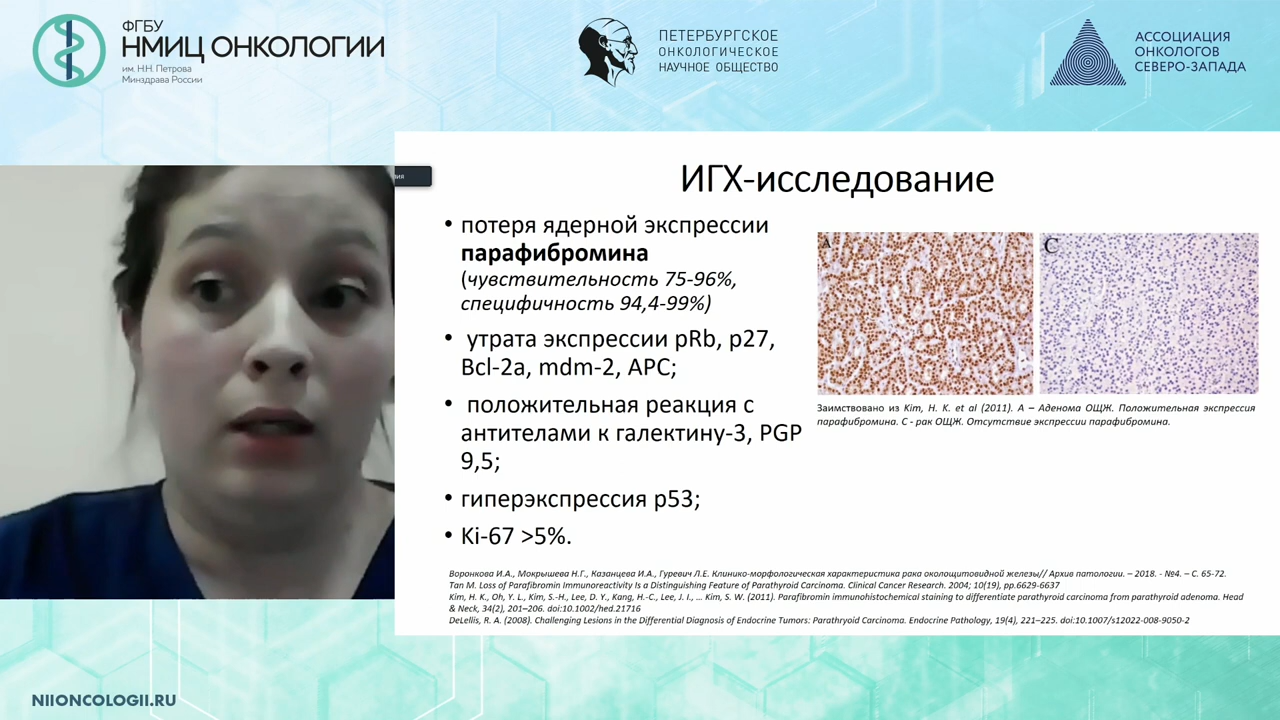 ФГБУ
НМИЦ ОНКОЛОГИИ
им. Н.Н. Петрова
Минздрава России
ПЕТЕРБУРГСКОЕ
ОНКОЛОГИЧЕСКОЕ
НАУЧНОЕ ОБЩЕСТВО
АССОЦИАЦИЯ
ОНКОЛОГОВ
СЕВЕРО-ЗАПАДА
ИГХ-исследование
• потеря ядерной экспрессии
парафибромина
(чувствительность 75-96%,
специфичность 94,4-99%)
• утрата экспрессии pRb, p27,
Bcl-2a, mdm-2, APC;
• положительная реакция с
антителами к галектину-3, PGP
9,5;
• гиперэкспрессия p53;
• Ki-67 >5%.
A
C
Заимствовано из Kim, H. K. et al (2011). А – Аденома ОЩЖ. Положительная экспрессия
парафибромина. С - рак ОЩЖ. Отсутствие экспрессии парафибромина.
Воронкова И.А., Мокрышева Н.Г., Казанцева И.А., Гуревич Л.Е. Клинико-морфологическая характеристика рака околощитовидной железы// Архив патологии. – 2018. - №4. – С. 65-72.
Tan M. Loss of Parafibromin Immunoreactivity Is a Distinguishing Feature of Parathyroid Carcinoma. Clinical Cancer Research. 2004; 10(19), pp.6629-6637
Kim, H. K., Oh, Y. L., Kim, S.-H., Lee, D. Y., Kang, H.-C., Lee, J. I., … Kim, S. W. (2011). Parafibromin immunohistochemical staining to differentiate parathyroid carcinoma from parathyroid adenoma. Head
& Neck, 34(2), 201–206. doi:10.1002/hed.21716
DeLellis, R. A. (2008). Challenging Lesions in the Differential Diagnosis of Endocrine Tumors: Parathryoid Carcinoma. Endocrine Pathology, 19(4), 221–225. doi:10.1007/s12022-008-9050-2
NIIONCOLOGII.RU